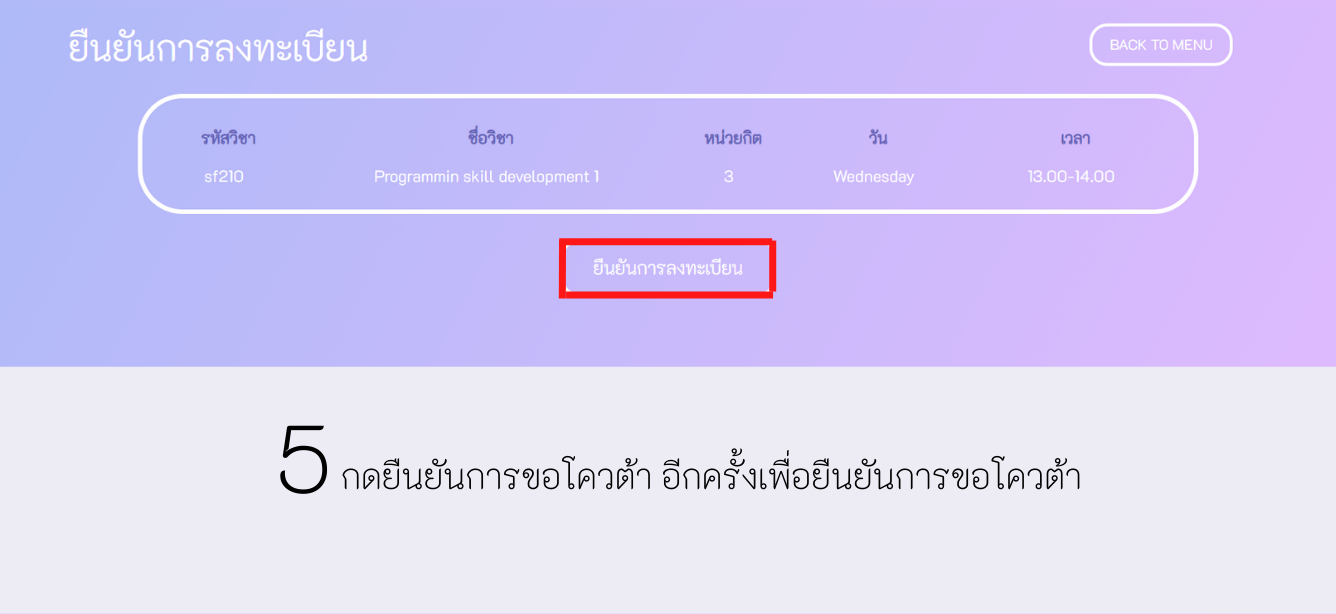 ยืนยันการลงทะเบียน
BACK TO MENU
รหัสวิชา ชื่อวิชา หน่วยกิต วัน เวลา
sf210 Programmin skill development 1 3 Wednesday 13.00-14.00
ยืนยันการลงทะเบียน
5 กดยืนยันการขอโควต้า อีกครั้งเพื่อยืนยันการขอโควต้า